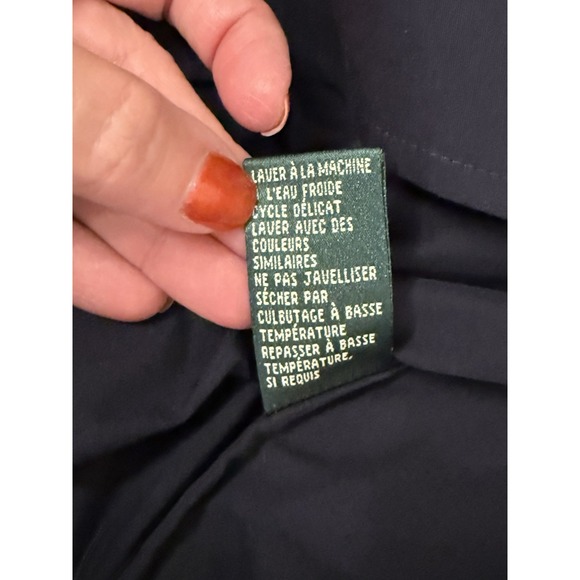 LAVER À LA MACHINE
À L'EAU FROIDE
CYCLE DÉLICAT
LAVER AVEC DES
COULEURS
SIMILAIRES
NE PAS JAVELLISER
SÉCHER PAR
CULBUTAGE À BASSE
TEMPÉRATURE
REPASSER À BASSE
TEMPÉRATURE,
SI REQUIS